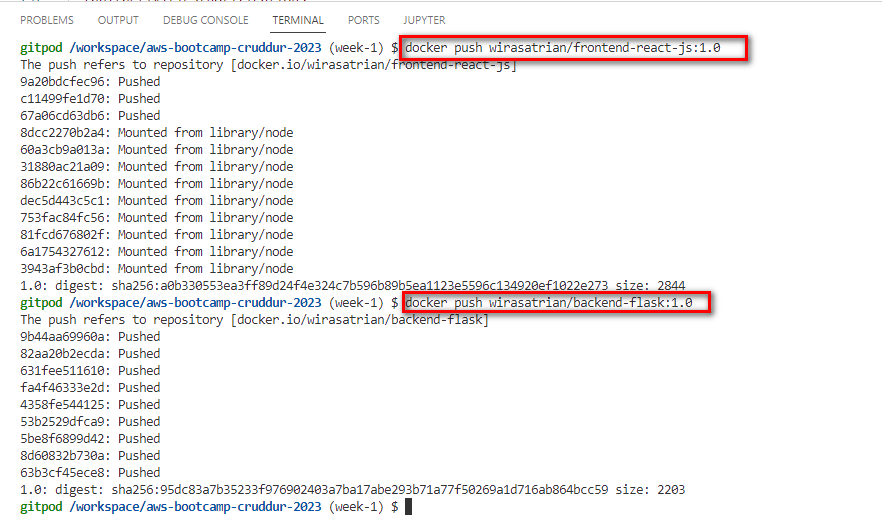 PROBLEMS OUTPUT DEBUG CONSOLE TERMINAL PORTS JUPYTER
gitpod /workspace/aws-bootcamp-cruddur-2023 (week-1) $ docker push wirasatrian/frontend-react-js:1.0
The push refers to repository [docker.io/wirasatrian/frontend-react-js]
9a20bdcfec96: Pushed
c11499fe1d70: Pushed
67a06cd63db6: Pushed
8dcc2270b2a4: Mounted from library/node
60a3cb9a013a: Mounted from library/node
31880ac21a09: Mounted from library/node
86b22c61669b: Mounted from library/node
dec5d443c5c1: Mounted from library/node
753fac84fc56: Mounted from library/node
81fcd676802f: Mounted from library/node
6a1754327612: Mounted from library/node
3943af3b0cbd: Mounted from library/node
1.0: digest: sha256:a0b330553ea3ff89d24f4e324c7b596b89b5ea1123e5596c134920ef1022e273 size: 2844
gitpod /workspace/aws-bootcamp-cruddur-2023 (week-1) $ docker push wirasatrian/backend-flask:1.0
The push refers to repository [docker.io/wirasatrian/backend-flask]
9b44aa69960a: Pushed
82aa20b2ecda: Pushed
631fee511610: Pushed
fa4f46333e2d: Pushed
4358fe544125: Pushed
53b2529dfca9: Pushed
5be8f6899d42: Pushed
8d60832b730a: Pushed
63b3cf45ece8: Pushed
1.0: digest: sha256:95dc83a7b35233f976902403a7ba17abe293b71a77f50269a1d716ab864bcc59 size: 2203
gitpod /workspace/aws-bootcamp-cruddur-2023 (week-1) $